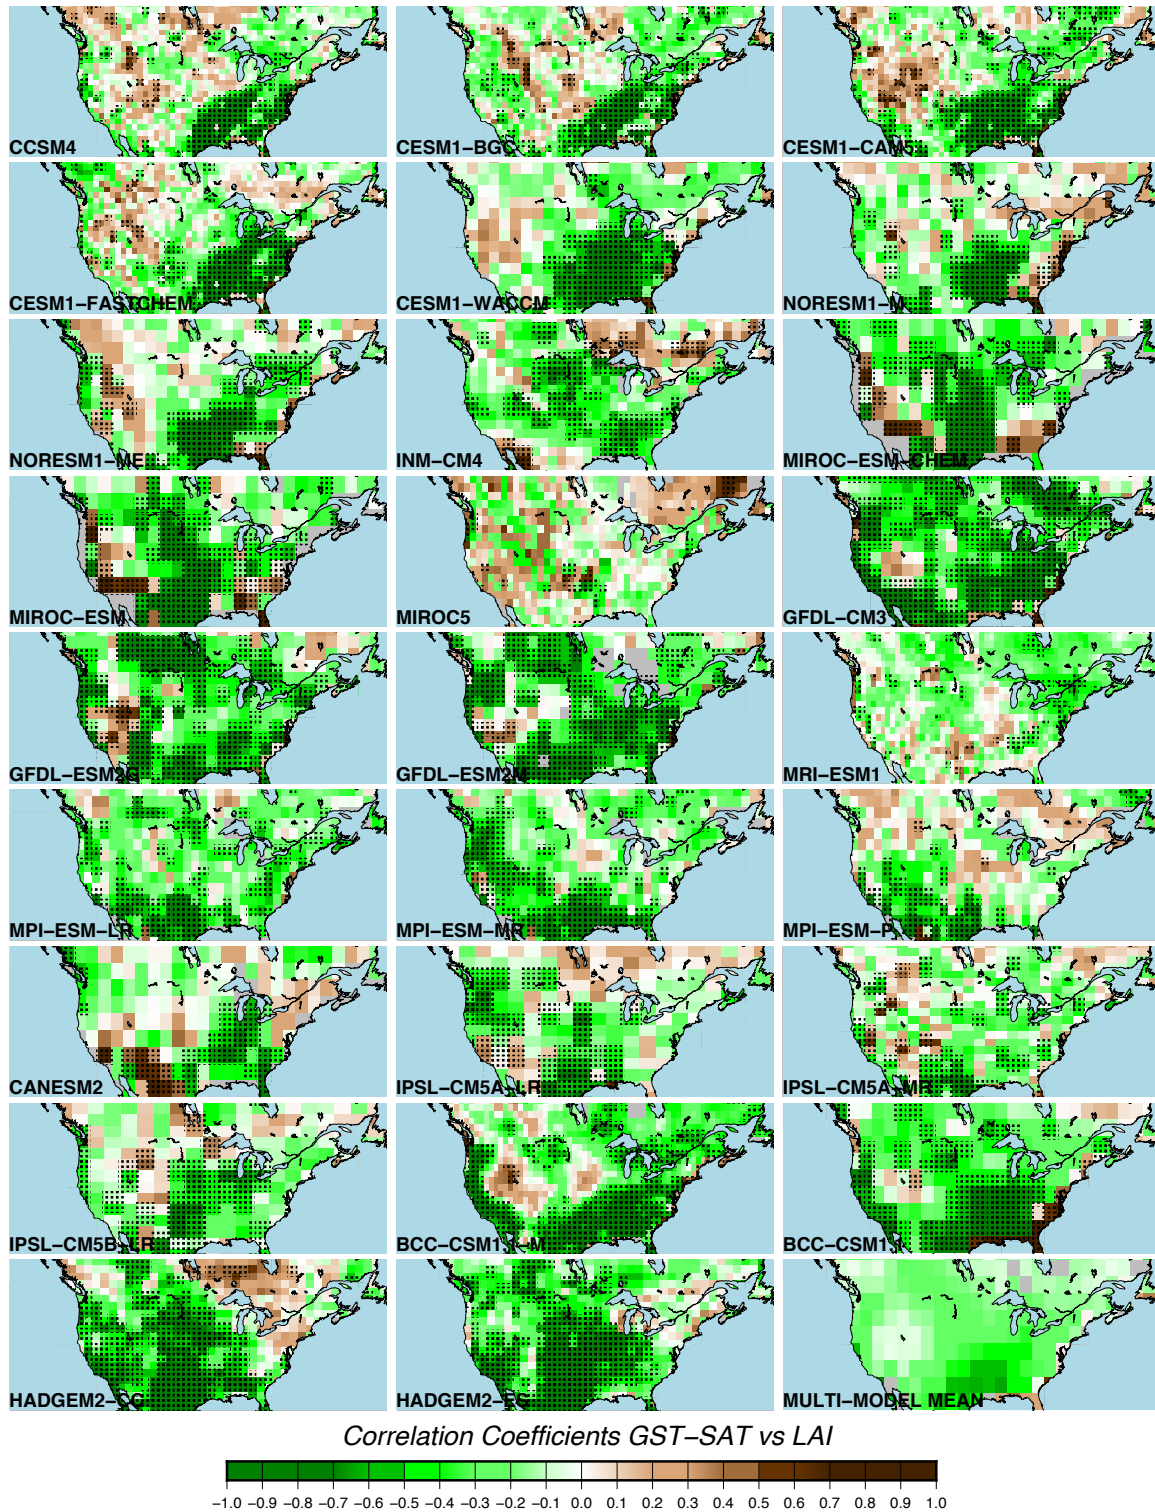 CCSM4
CESM1−BGC
CESM1−CAM5
CESM1−FASTCHEM
CESM1−WACCM
NORESM1−M
NORESM1−ME
INM−CM4
MIROC−ESM−CHEM
MIROC−ESM
MIROC5
GFDL−CM3
GFDL−ESM2G
GFDL−ESM2M
MRI−ESM1
MPI−ESM−LR
MPI−ESM−MR
MPI−ESM−P
CANESM2
IPSL−CM5A−LR
IPSL−CM5A−MR
IPSL−CM5B−LR
BCC−CSM1.1−M
BCC−CSM1.1
HADGEM2−CC
HADGEM2−ES
MULTI−MODEL MEAN
Correlation Coefficients GST−SAT vs LAI
−1.0 −0.9 −0.8 −0.7 −0.6 −0.5 −0.4 −0.3 −0.2 −0.1 0.0 0.1 0.2 0.3 0.4 0.5 0.6 0.7 0.8 0.9 1.0